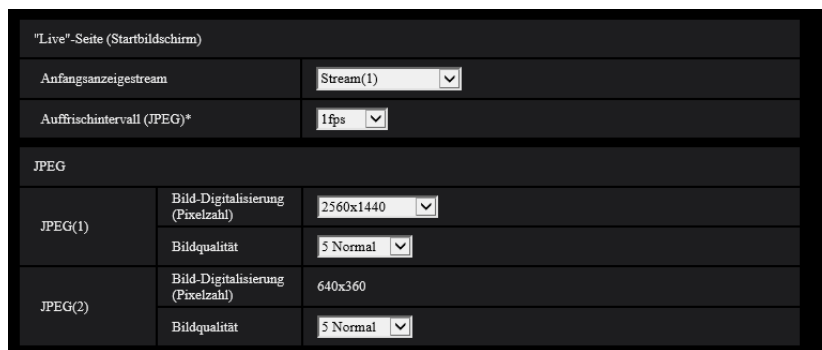 "Live"-Seite (Startbildschirm)
Anfangsanzeigestream Stream(1)
Auffrischintervall (JPEG)* 1fps
JPEG
JPEG(1)
Bild-Digitalisierung
(Pixelzahl)
2560x1440
Bildqualität 5 Normal
JPEG(2)
Bild-Digitalisierung
(Pixelzahl)
640x360
Bildqualität 5 Normal